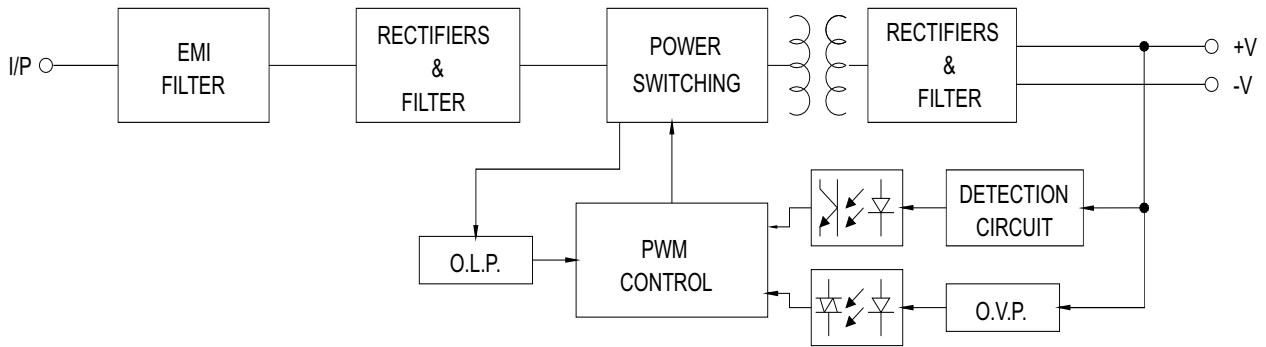 I/P
EMI
FILTER
RECTIFIERS
&
FILTER
POWER
SWITCHING
RECTIFIERS
&
FILTER
+V
-V
DETECTION
CIRCUIT
O.L.P.
PWM
CONTROL
O.V.P.